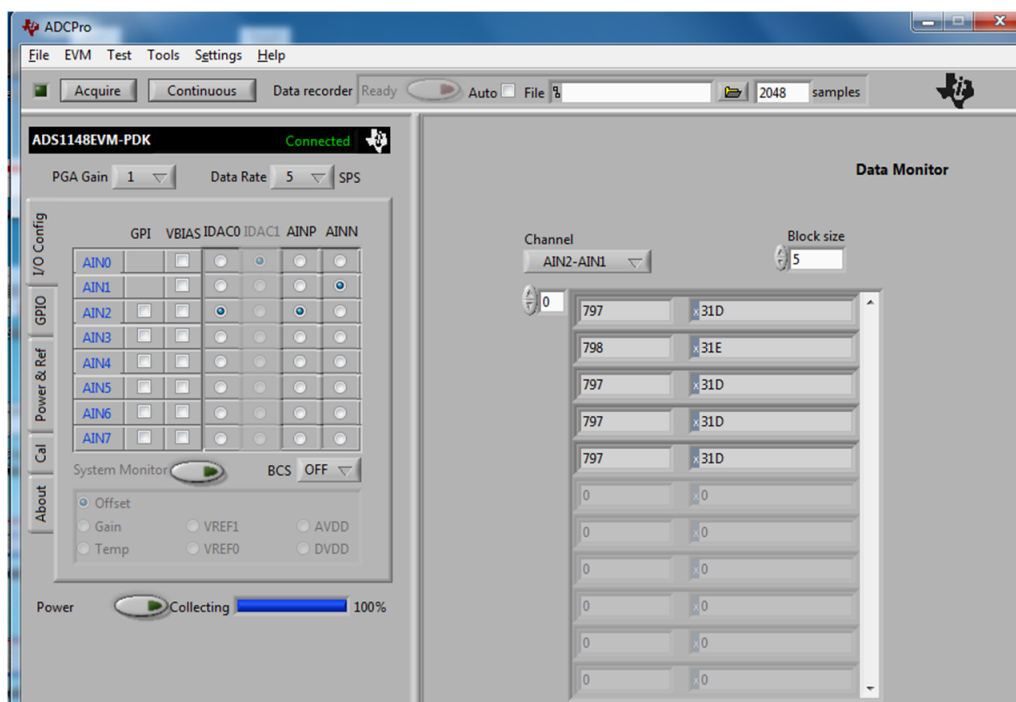 ADCPro
File EVM Test Tools Settings Help
Acquire Continuous Data recorder Ready Auto File 2048 samples
ADS1148EVM-PDK Connected
PGA Gain 1 Data Rate 5 SPS
I/O Config
GPIO
Power & Ref
Cal
About
GPI VBIAS IDAC0 IDAC1 AINP AINN
AIN0
AIN1
AIN2
AIN3
AIN4
AIN5
AIN6
AIN7
System Monitor BCS OFF
Offset
Gain VREF1 AVDD
Temp VREF0 DVDD
Power Collecting 100%
Data Monitor
Channel Block size
AIN2-AIN1 5
0
797 x31D
798 x31E
797 x31D
797 x31D
797 x31D
0 x0
0 x0
0 x0
0 x0
0 x0
0 x0